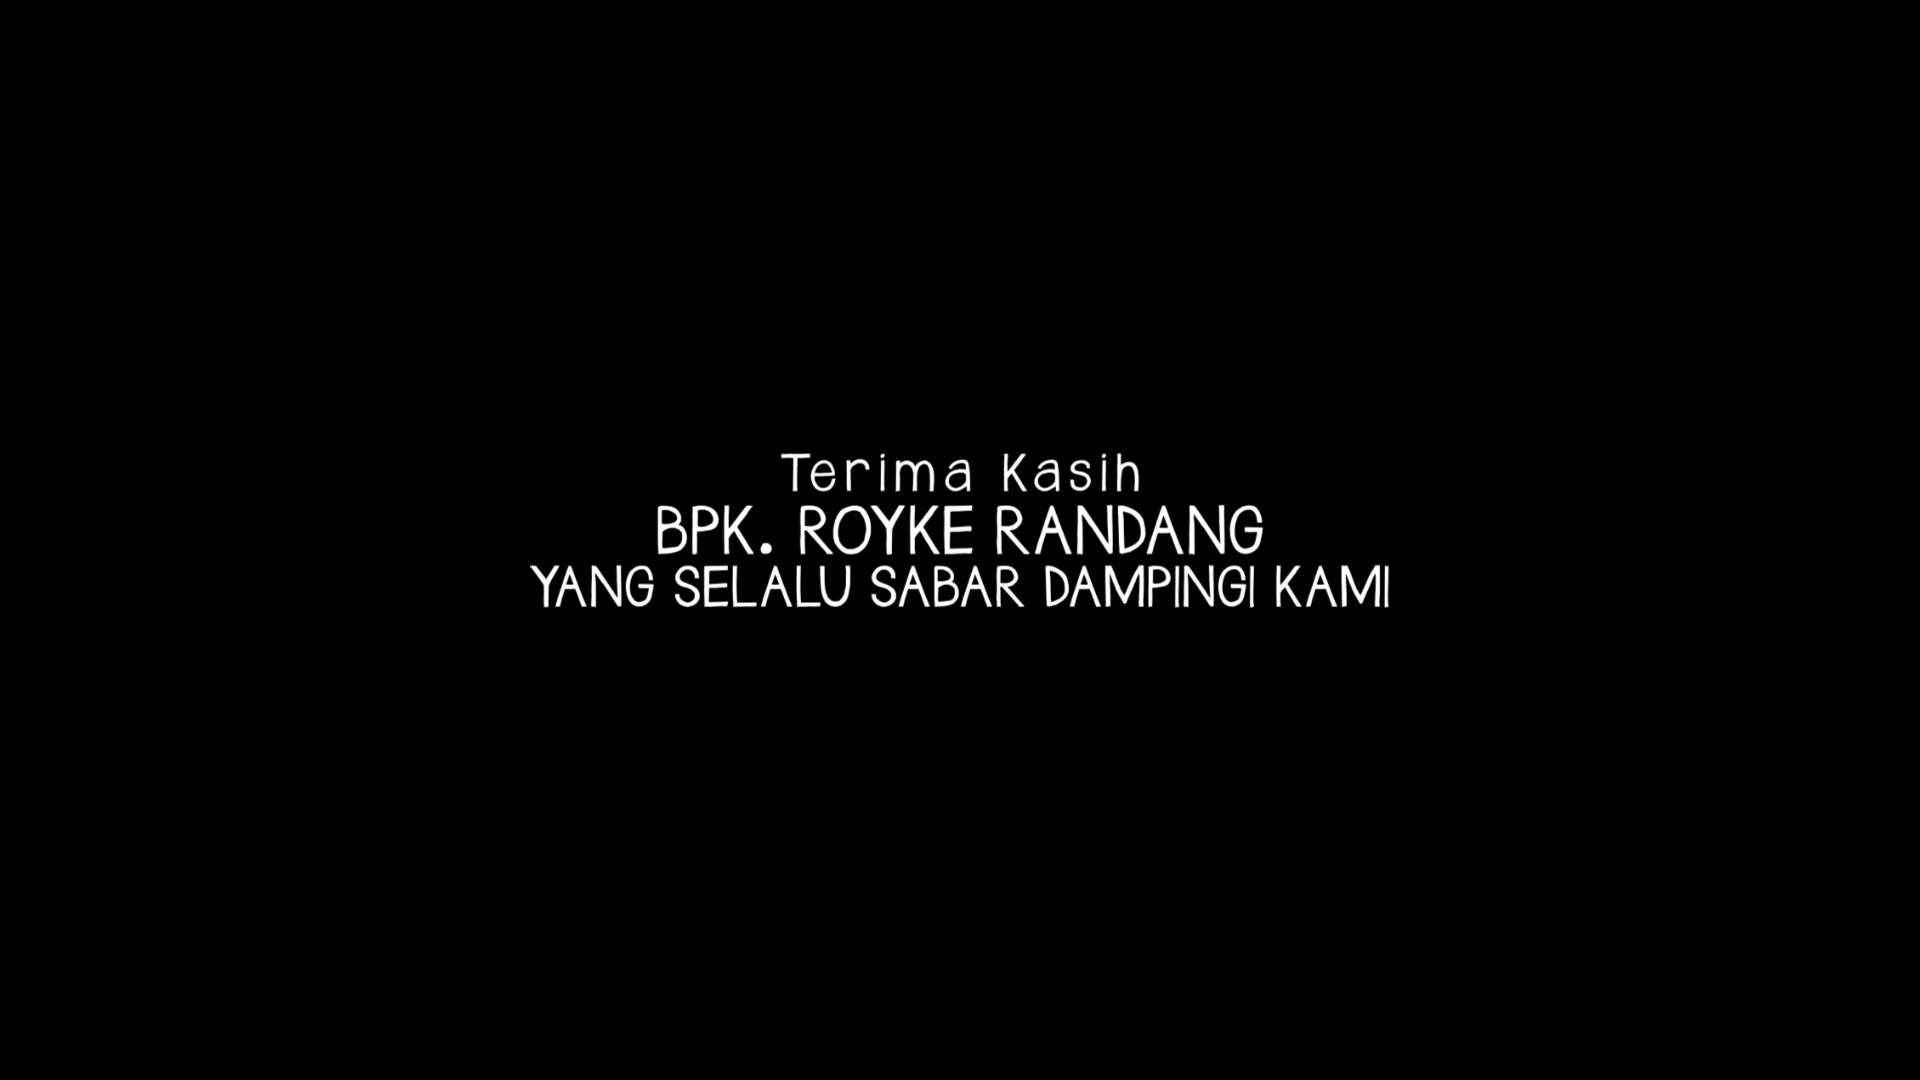 Terima Kasih
BPK. ROYKE RANDANG
YANG SELALU SABAR DAMPINGI KAMI